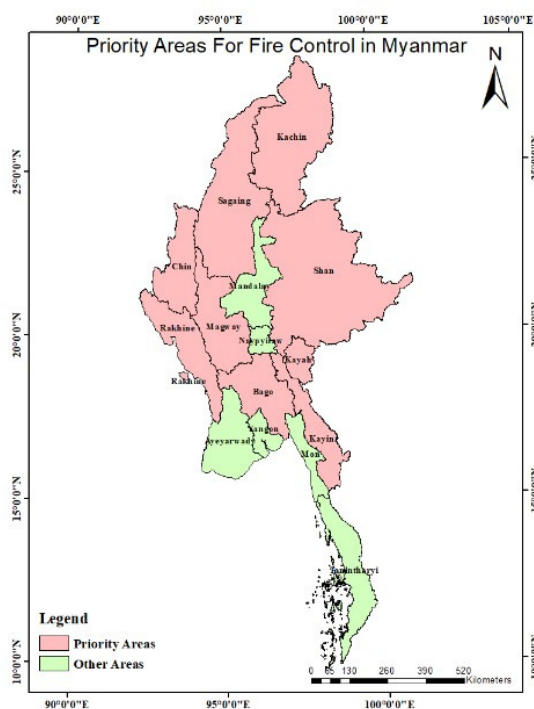 90°0'0"E 95°0'0"E 100°0'0"E 105°0'0"E
Priority Areas For Fire Control in Myanmar
N
Kachin
25°0'0"N
Sagaing
Chin
Shan
Mandalay
20°0'0"N
Rakhine
Magway
Naypyitaw
Kayah
Rakhine
Bago
Yangon
Ayeyarwady
Kayin
Mon
15°0'0"N
Tanintharyi
Legend
Priority Areas
Other Areas
10°0'0"N
0 65 130 260 390 520
Kilometers
90°0'0"E 95°0'0"E 100°0'0"E